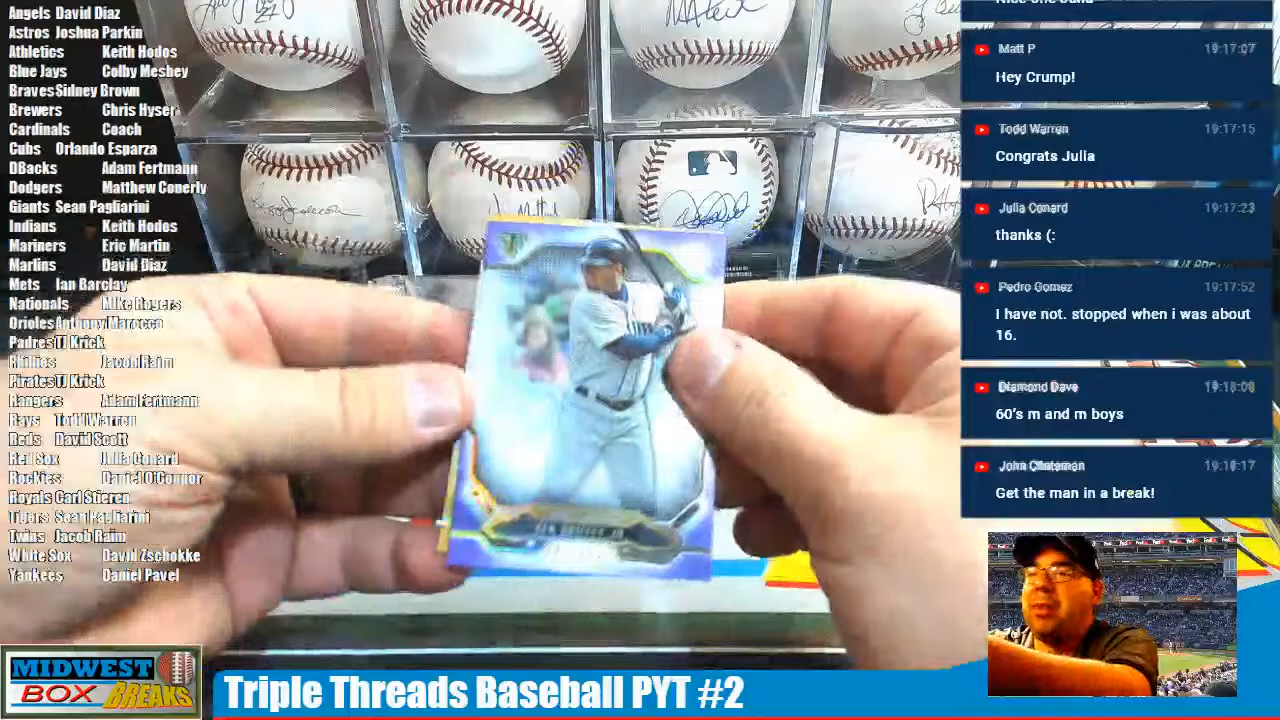 Angels David Diaz
Astros Joshua Parkin
Athletics Keith Hodos
Blue Jays Colby Meshey
Braves Sidney Brown
Brewers Chris Hyser
Cardinals Coach
Cubs Orlando Esparza
DBacks Adam Fertmann
Dodgers Matthew Conerly
Giants Sean Pagliarini
Indians Keith Hodos
Mariners Eric Martin
Marlins David Diaz
Mets Ian Barclay
Nationals Mike Rogers
Orioles Anthony Marocco
Padres TJ Krick
Phillies Jacob Raim
Pirates TJ Krick
Rangers Adam Fertmann
Rays Todd Warren
Reds David Scott
Red Sox Julia Conard
Rockies Daniel O'Connor
Royals Carl Stieren
Tigers Sean Pagliarini
Twins Jacob Raim
White Sox David Zschokke
Yankees Daniel Pavel
MIDWEST
BOX BREAKS
Triple Threads Baseball PYT #2
Matt P 19:17:07
Hey Crump!
Todd Warren 19:17:15
Congrats Julia
Julia Conard 19:17:23
thanks (:
Pedro Gomez 19:17:52
I have not. stopped when i was about
16.
Diamond Dave 19:18:08
60's m and m boys
John 19:18:17
Get the man in a break!